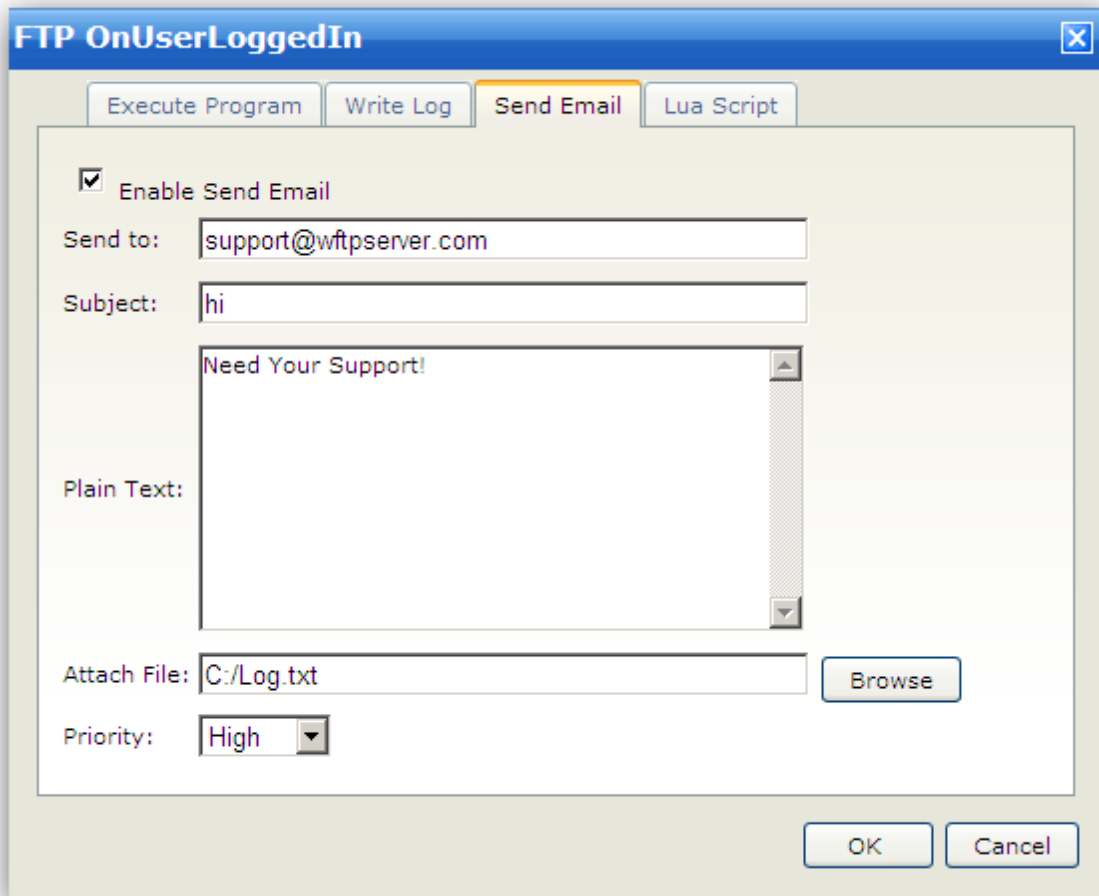 FTP OnUserLoggedIn
Execute Program Write Log Send Email Lua Script
Enable Send Email
Send to: support@wftpserver.com
Subject: hi
Need Your Support!
Plain Text:
Attach File: C:/Log.txt Browse
Priority: High
OK Cancel